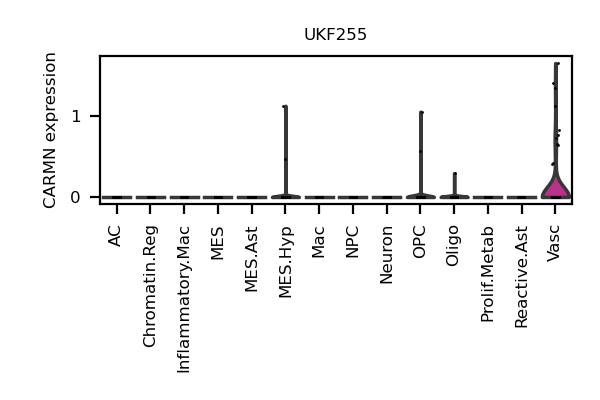 UKF255
CARMN expression
1
0
AC
Chromatin.Reg
Inflammatory.Mac
MES
MES.Ast
MES.Hyp
Mac
NPC
Neuron
OPC
Oligo
Prolif.Metab
Reactive.Ast
Vasc